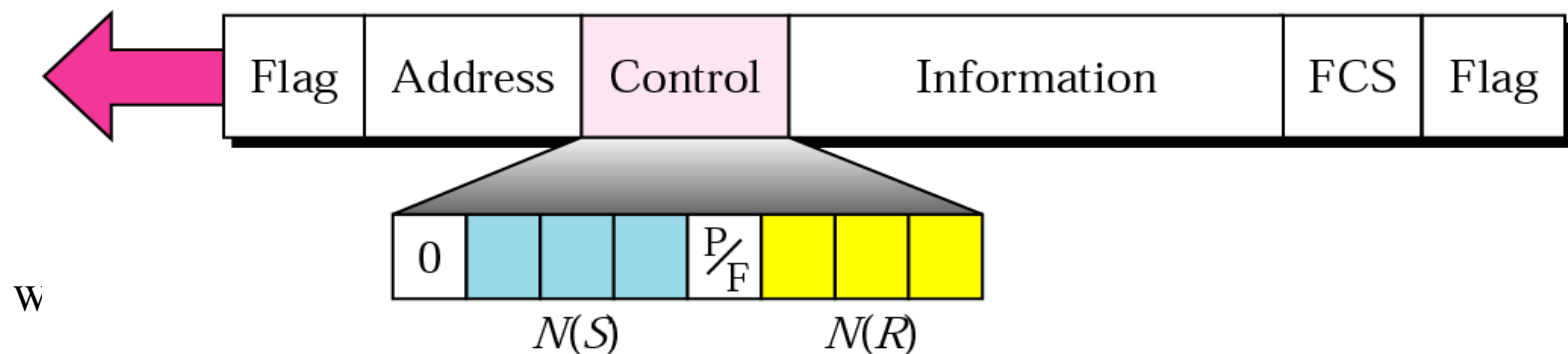 Flag Address Control Information FCS Flag
0 P/F
w
N(S) N(R)